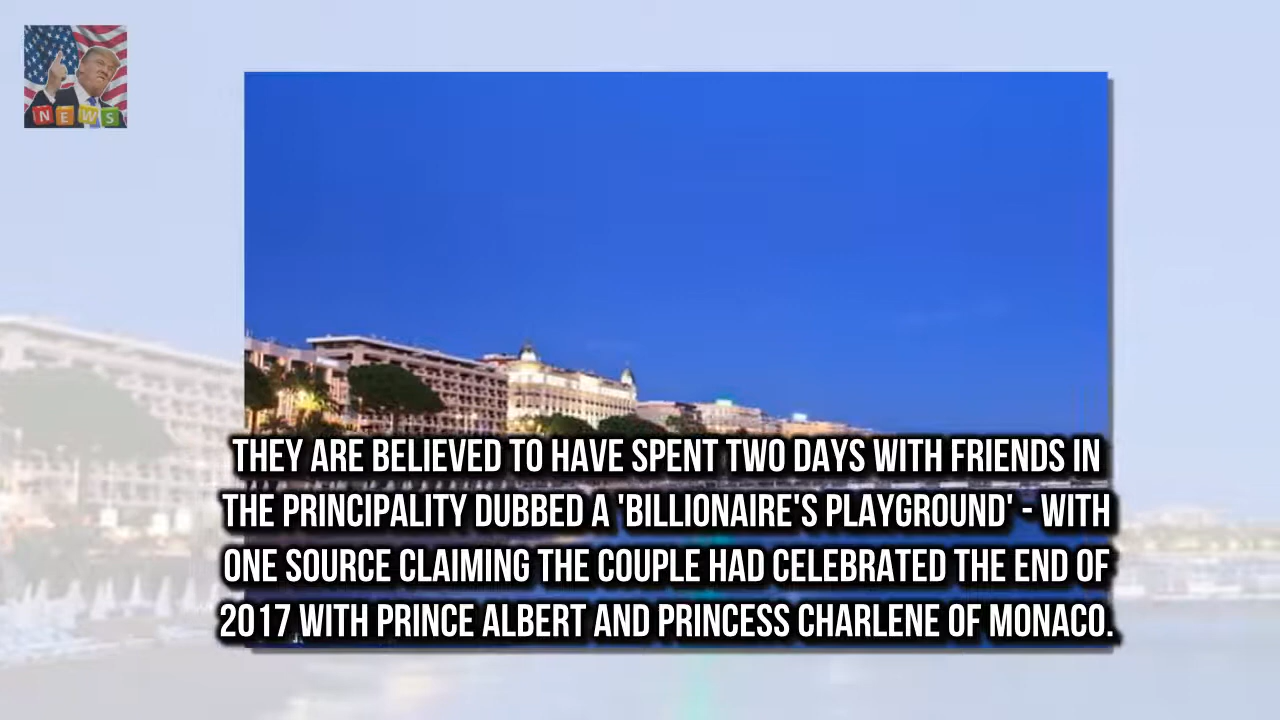 NEWS
THEY ARE BELIEVED TO HAVE SPENT TWO DAYS WITH FRIENDS IN
THE PRINCIPALITY DUBBED A 'BILLIONAIRE'S PLAYGROUND' - WITH
ONE SOURCE CLAIMING THE COUPLE HAD CELEBRATED THE END OF
2017 WITH PRINCE ALBERT AND PRINCESS CHARLENE OF MONACO.